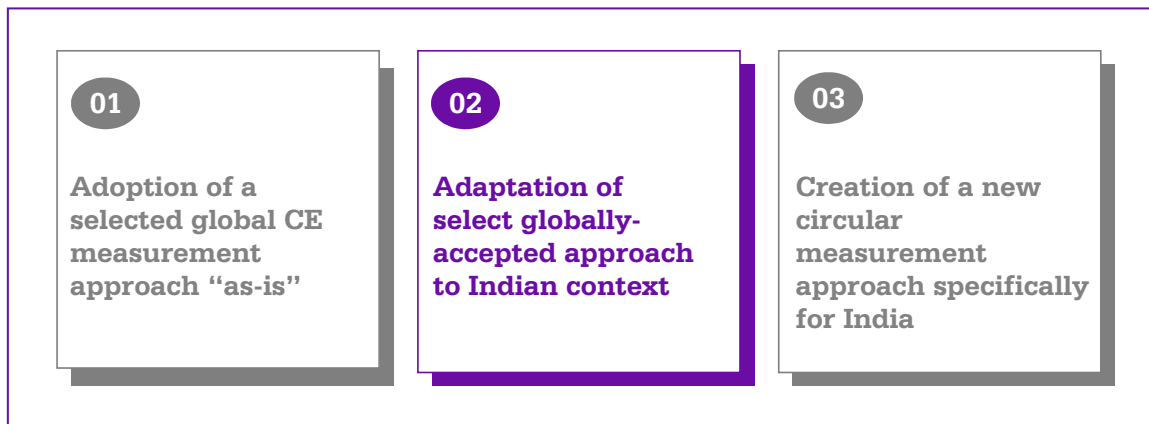 01
Adoption of a
selected global CE
measurement
approach “as-is”
02
Adaptation of
select globally-
accepted approach
to Indian context
03
Creation of a new
circular
measurement
approach specifically
for India